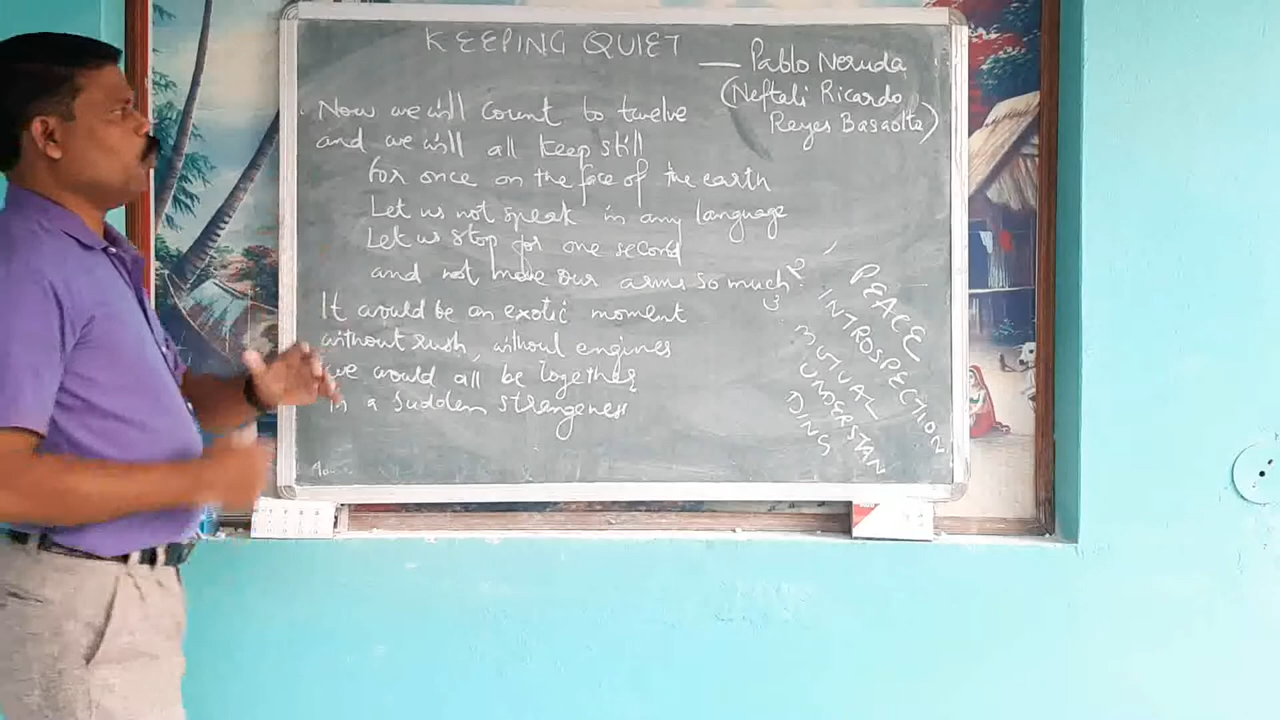 KEEPING QUIET
— Pablo Neruda
(Neftali Ricardo
Reyes Basaolta)
Now we will count to twelve
and we will all keep still
for once on the face of the earth
Let us not speak in any language
Let us stop for one second
and not move our arms so much
It would be an exotic moment
without rush, without engines
we would all be together
in a sudden strangeness
PEACE
INTROSPECTION
MUTUAL
UNDERSTAN
DING